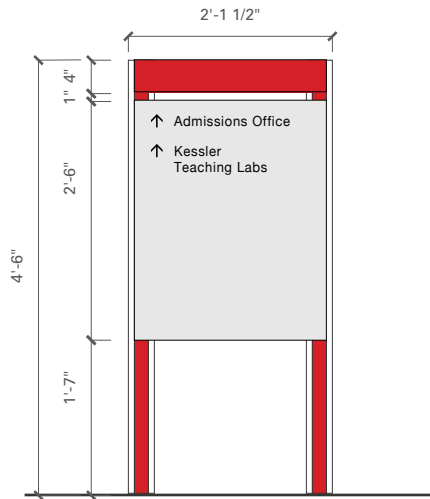 2'-1 1/2"
4"
1"
2'-6"
4'-6"
1'-7"
↑ Admissions Office
↑ Kessler
Teaching Labs